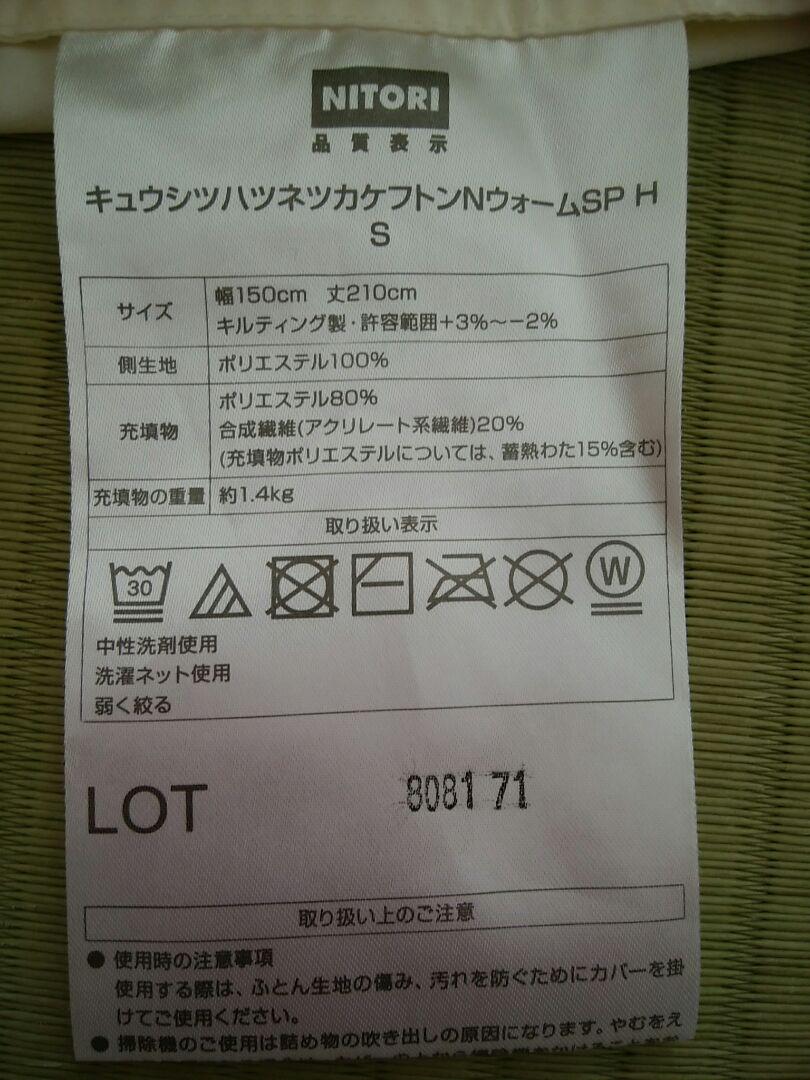 NITORI
品質表示
キュウシツハツネツカケフトンNウォームSP H
S
サイズ
幅150cm 丈210cm
キルティング製・許容範囲+3%～-2%
側生地
ポリエステル100%
充填物
ポリエステル80%
合成繊維(アクリレート系繊維)20%
(充填物ポリエステルについては、蓄熱わた15%含む)
充填物の重量
約1.4kg
取り扱い表示
30
W
中性洗剤使用
洗濯ネット使用
弱く絞る
LOT
8081 71
取り扱い上のご注意
● 使用時の注意事項
使用する際は、ふとん生地の傷み、汚れを防ぐためにカバーを掛
けてご使用ください。
● 掃除機のご使用は詰め物の吹き出しの原因になります。やむをえ